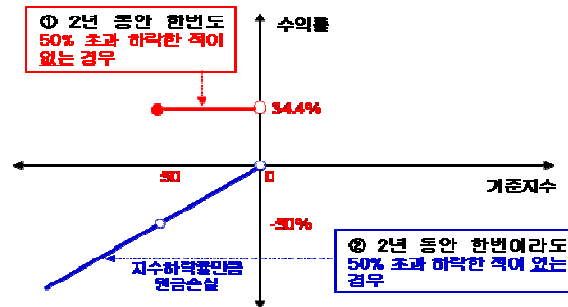 ① 2년 동안 한번도
50% 초과 하락한 적이
없는 경우
수익률
34.4%
-50
0
기준지수
-50%
지수하락률만큼
원금손실
② 2년 동안 한번이라도
50% 초과 하락한 적이 없는
경우